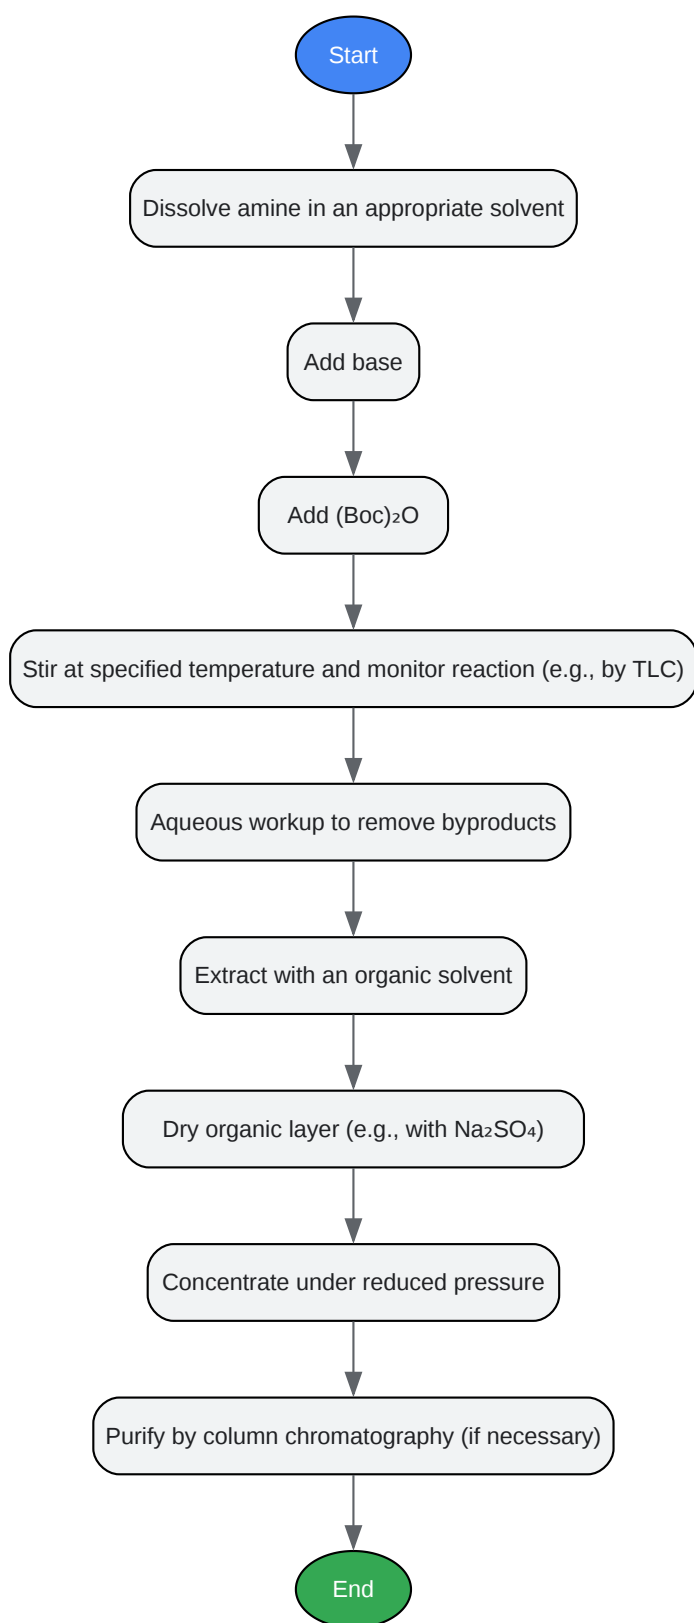 Start
Dissolve amine in an appropriate solvent
Add base
Add (Boc)₂O
Stir at specified temperature and monitor reaction (e.g., by TLC)
Aqueous workup to remove byproducts
Extract with an organic solvent
Dry organic layer (e.g., with Na₂SO₄)
Concentrate under reduced pressure
Purify by column chromatography (if necessary)
End